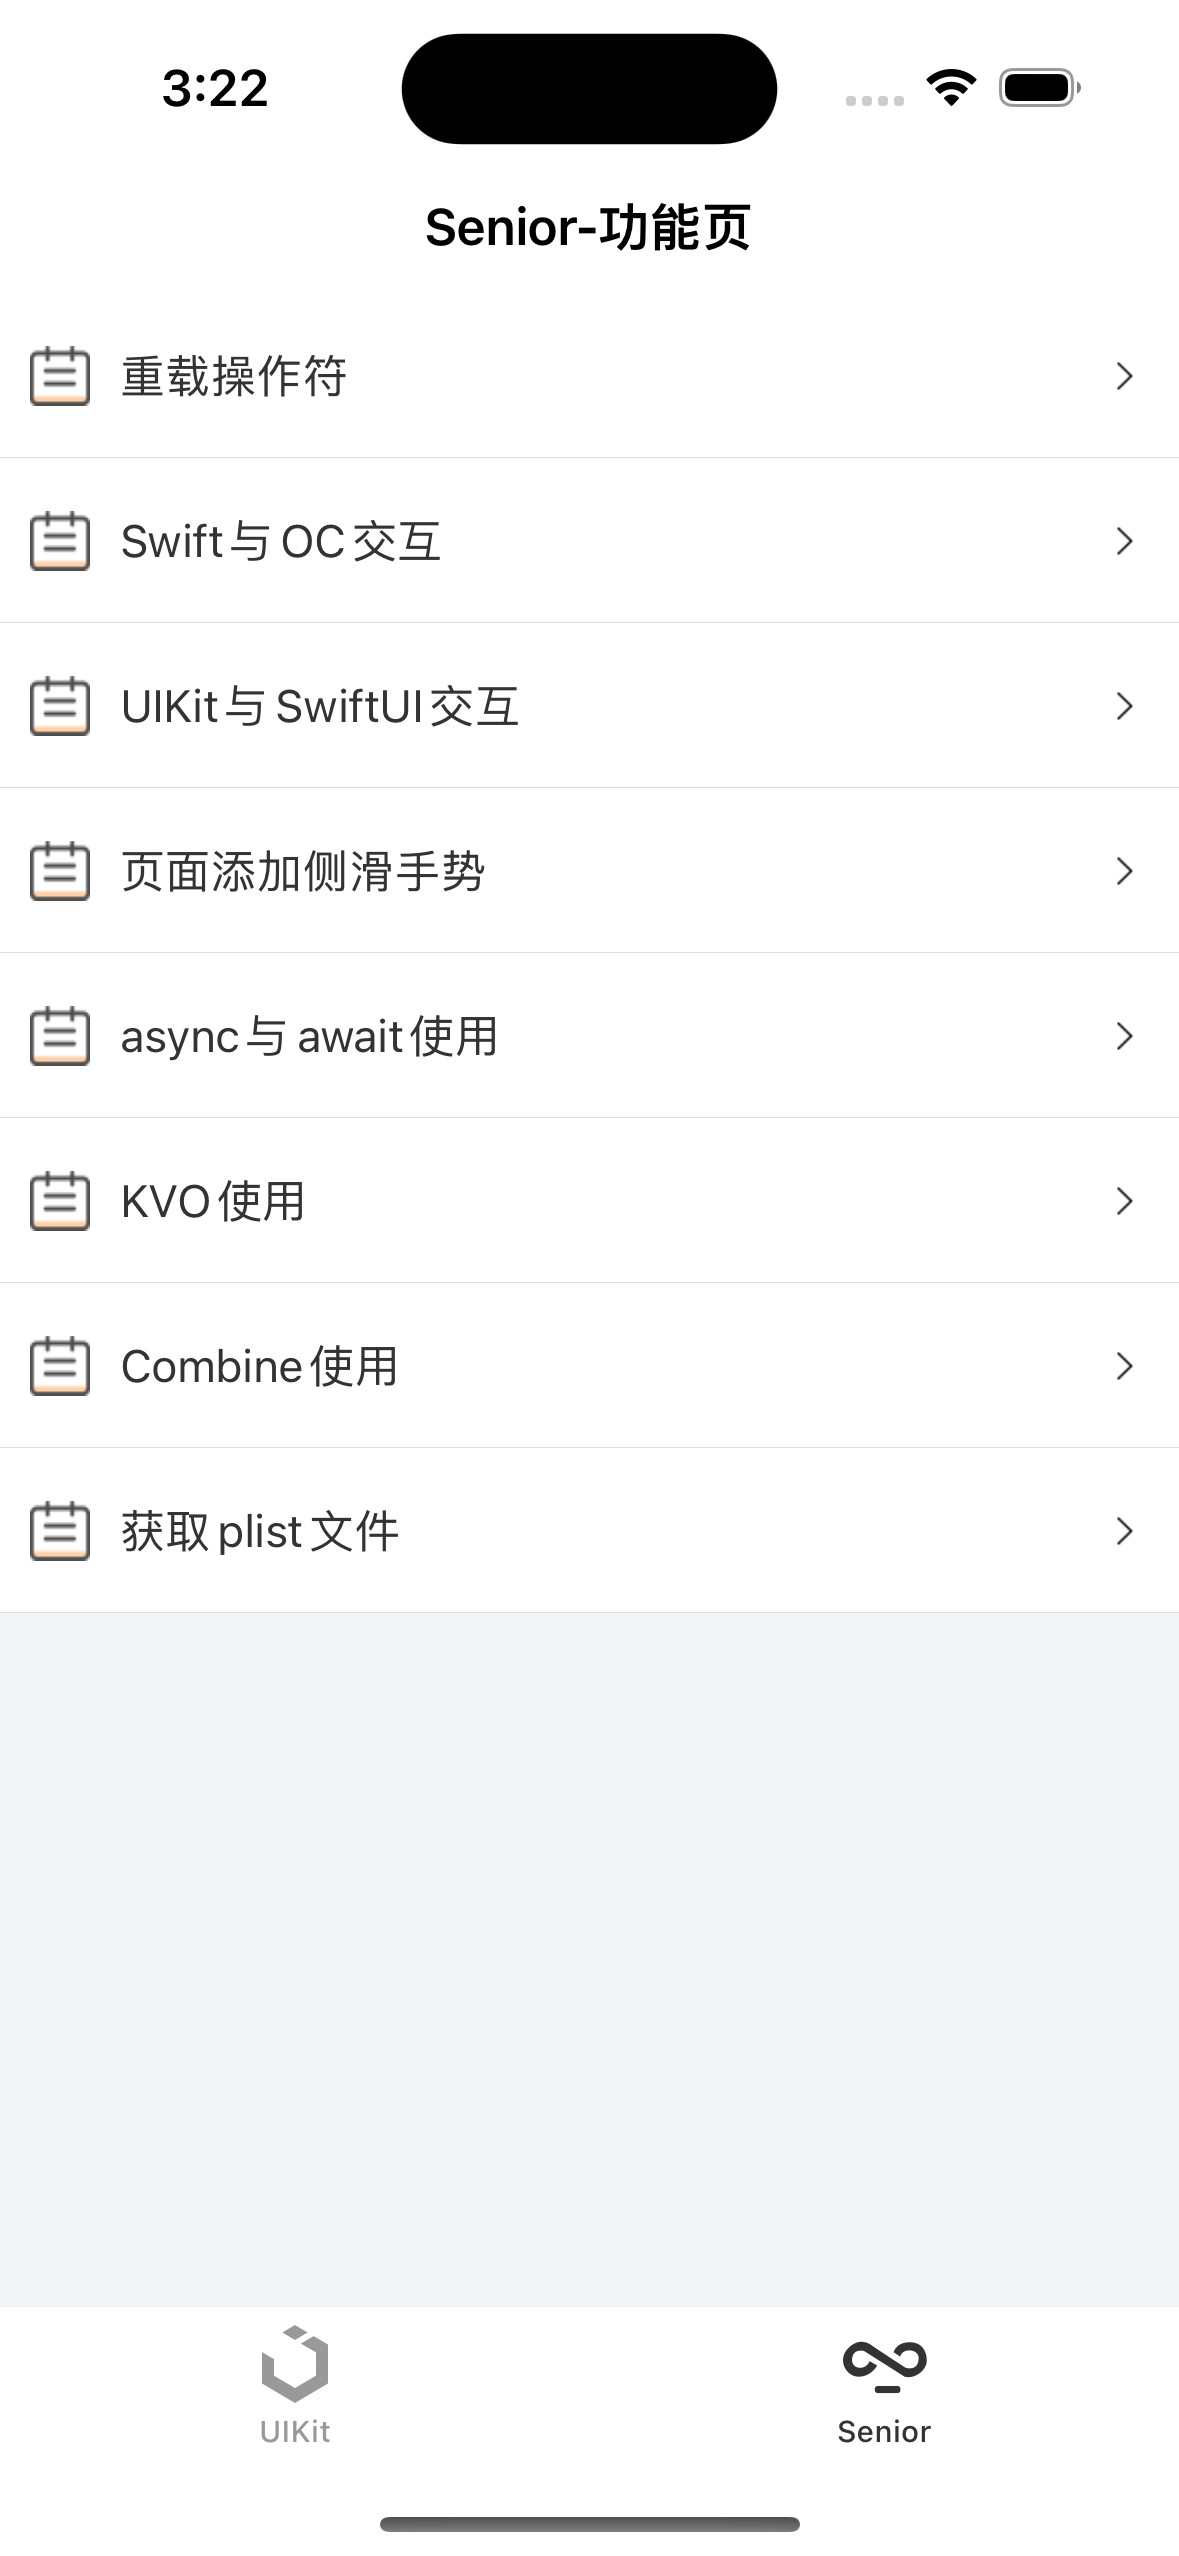 3:22
Senior-功能页
重载操作符
Swift与OC交互
UIKit与SwiftUI交互
页面添加侧滑手势
async与await使用
KVO使用
Combine使用
获取plist文件
UIKit
Senior